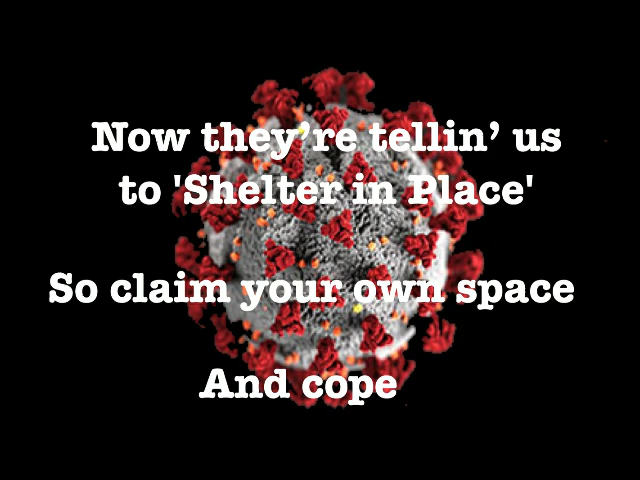 Now they’re tellin’ us
to 'Shelter in Place'
So claim your own space
And cope